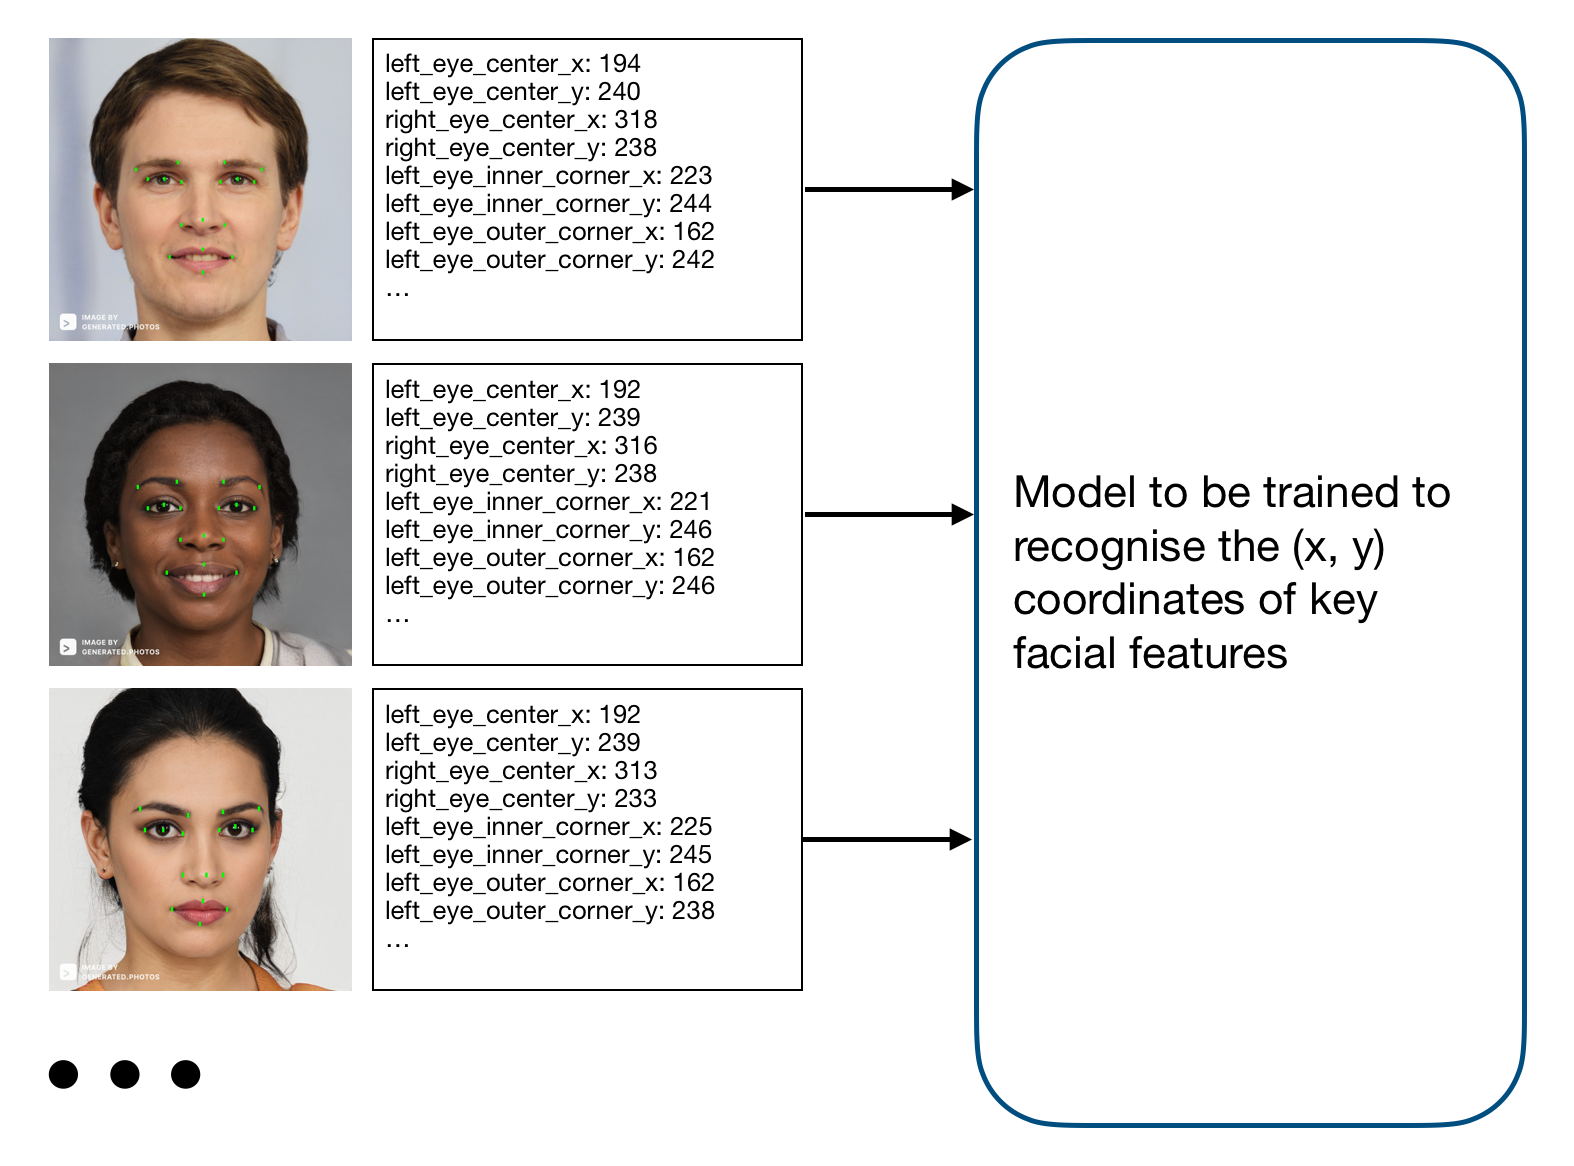 left_eye_center_x: 194
left_eye_center_y: 240
right_eye_center_x: 318
right_eye_center_y: 238
left_eye_inner_corner_x: 223
left_eye_inner_corner_y: 244
left_eye_outer_corner_x: 162
left_eye_outer_corner_y: 242
...
IMAGE BY
GENERATED.PHOTOS
left_eye_center_x: 192
left_eye_center_y: 239
right_eye_center_x: 316
right_eye_center_y: 238
left_eye_inner_corner_x: 221
left_eye_inner_corner_y: 246
left_eye_outer_corner_x: 162
left_eye_outer_corner_y: 246
...
IMAGE BY
GENERATED.PHOTOS
left_eye_center_x: 192
left_eye_center_y: 239
right_eye_center_x: 313
right_eye_center_y: 233
left_eye_inner_corner_x: 225
left_eye_inner_corner_y: 245
left_eye_outer_corner_x: 162
left_eye_outer_corner_y: 238
...
IMAGE BY
GENERATED.PHOTOS
Model to be trained to
recognise the (x, y)
coordinates of key
facial features